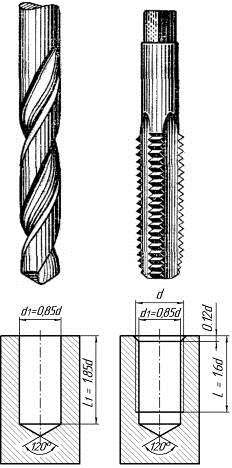 d1=0,85d
l1 = 1,85d
120°
d
d1=0,85d
0.12d
L = 1.6d
120°